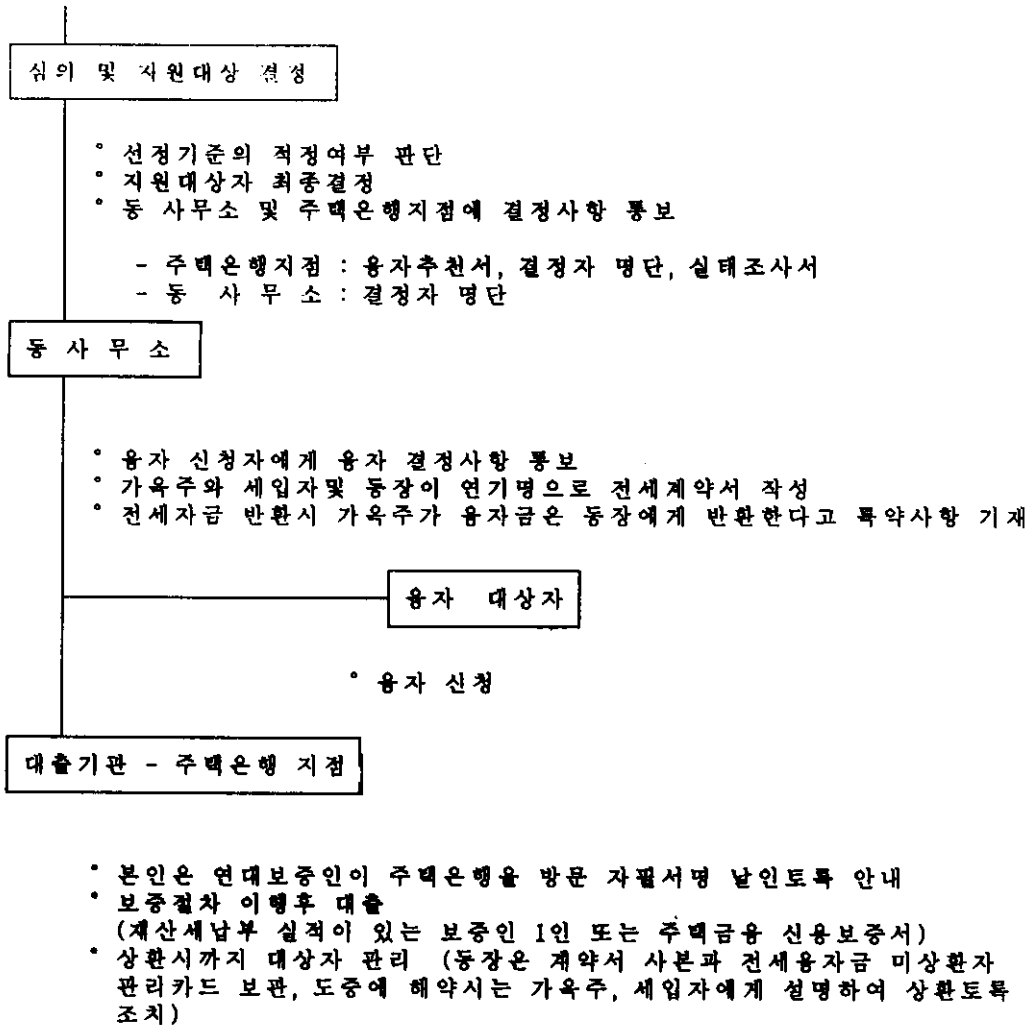 심의 및 지원대상 결정
° 선정기준의 적정여부 판단
° 지원대상자 최종결정
° 동 사무소 및 주택은행지점에 결정사항 통보
- 주택은행지점 : 융자추천서, 결정자 명단, 실태조사서
- 동 사 무 소 : 결정자 명단
동 사 무 소
° 융자 신청자에게 융자 결정사항 통보
° 가옥주와 세입자및 동장이 연기명으로 전세계약서 작성
° 전세자금 반환시 가옥주가 융자금은 동장에게 반환한다고 특약사항 기재
융자 대상자
° 융자 신청
대출기관 - 주택은행 지점
° 본인은 연대보증인이 주택은행을 방문 자필서명 날인토록 안내
° 보증절차 이행후 대출
(재산세납부 실적이 있는 보증인 1인 또는 주택금융 신용보증서)
° 상환시까지 대상자 관리 (동장은 계약서 사본과 전세융자금 미상환자
관리카드 보관, 도중에 해약시는 가옥주, 세입자에게 설명하여 상환토록
조치)